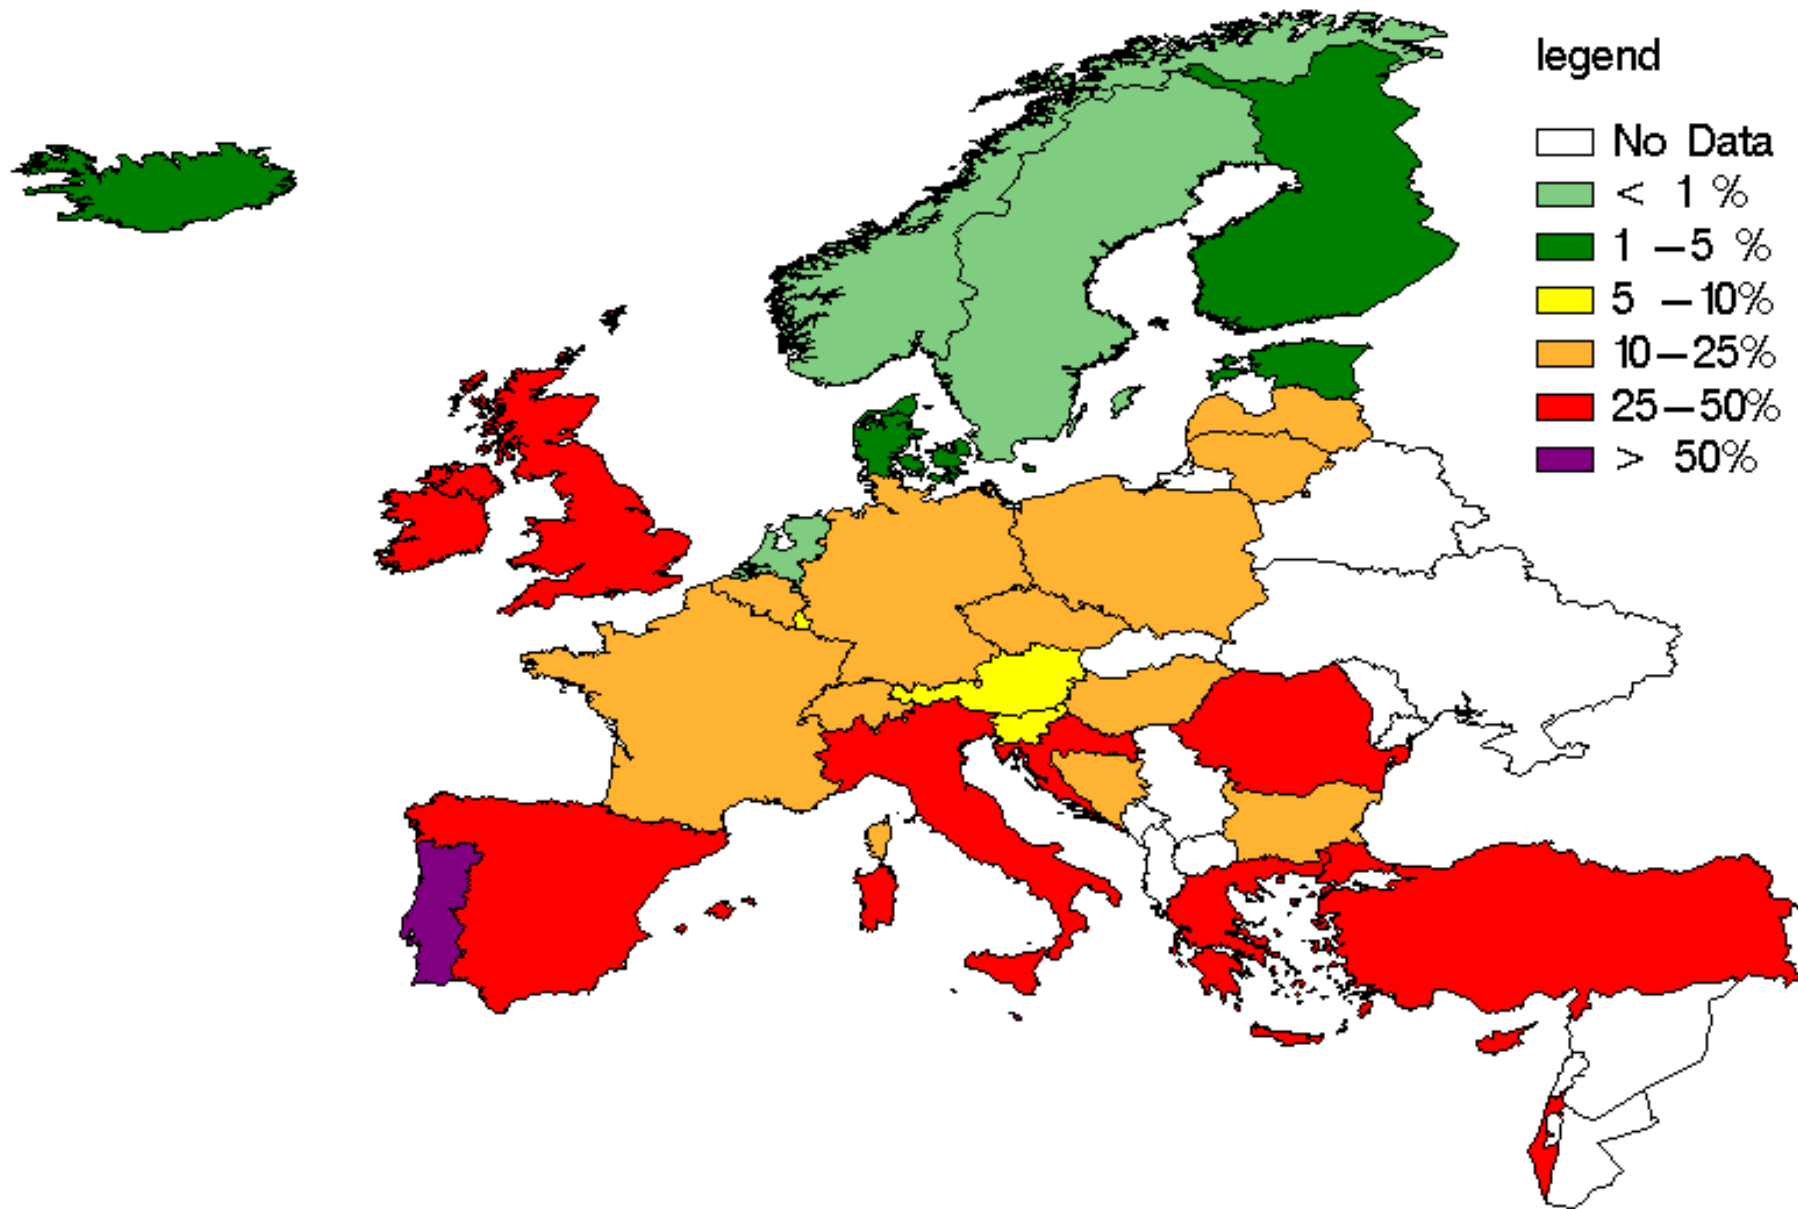 legend
No Data
< 1 %
1 –5 %
5 –10%
10–25%
25–50%
> 50%